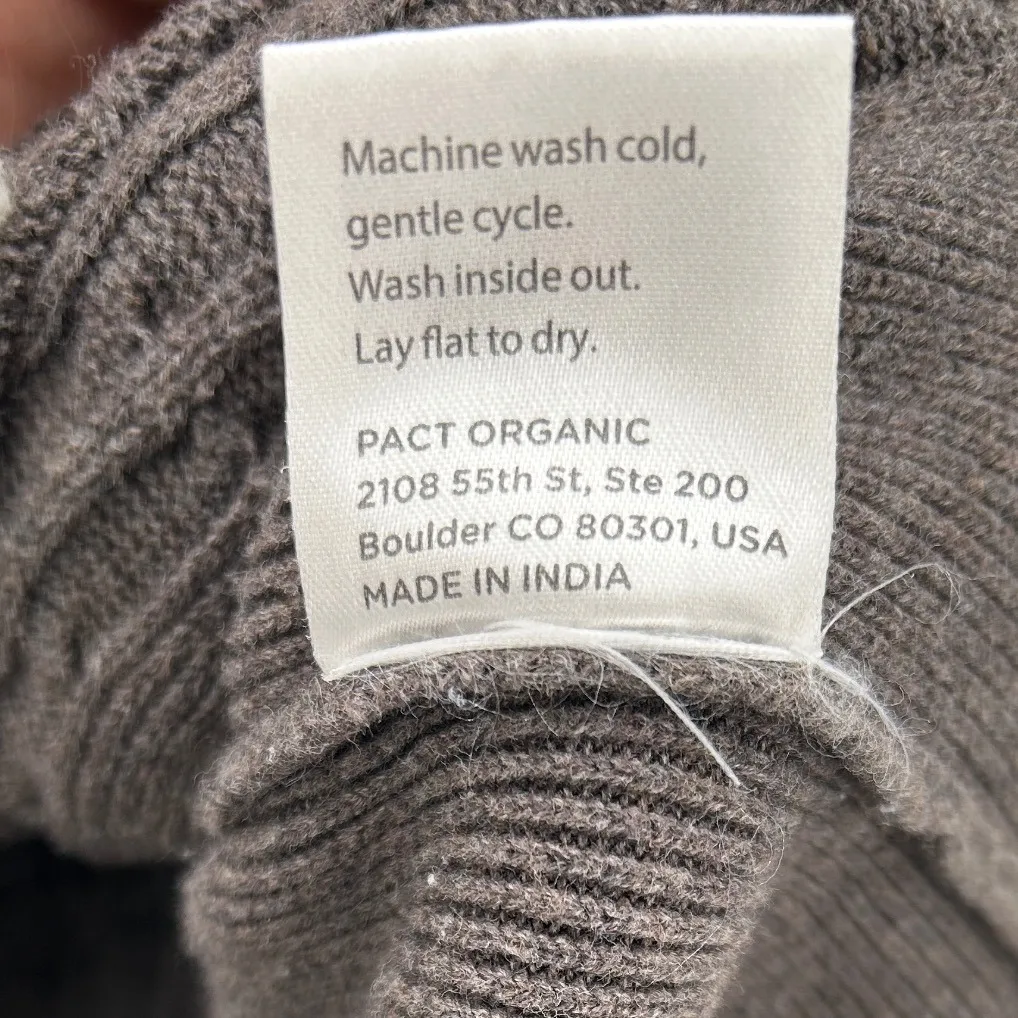 Machine wash cold,
gentle cycle.
Wash inside out.
Lay flat to dry.
PACT ORGANIC
2108 55th St, Ste 200
Boulder CO 80301, USA
MADE IN INDIA